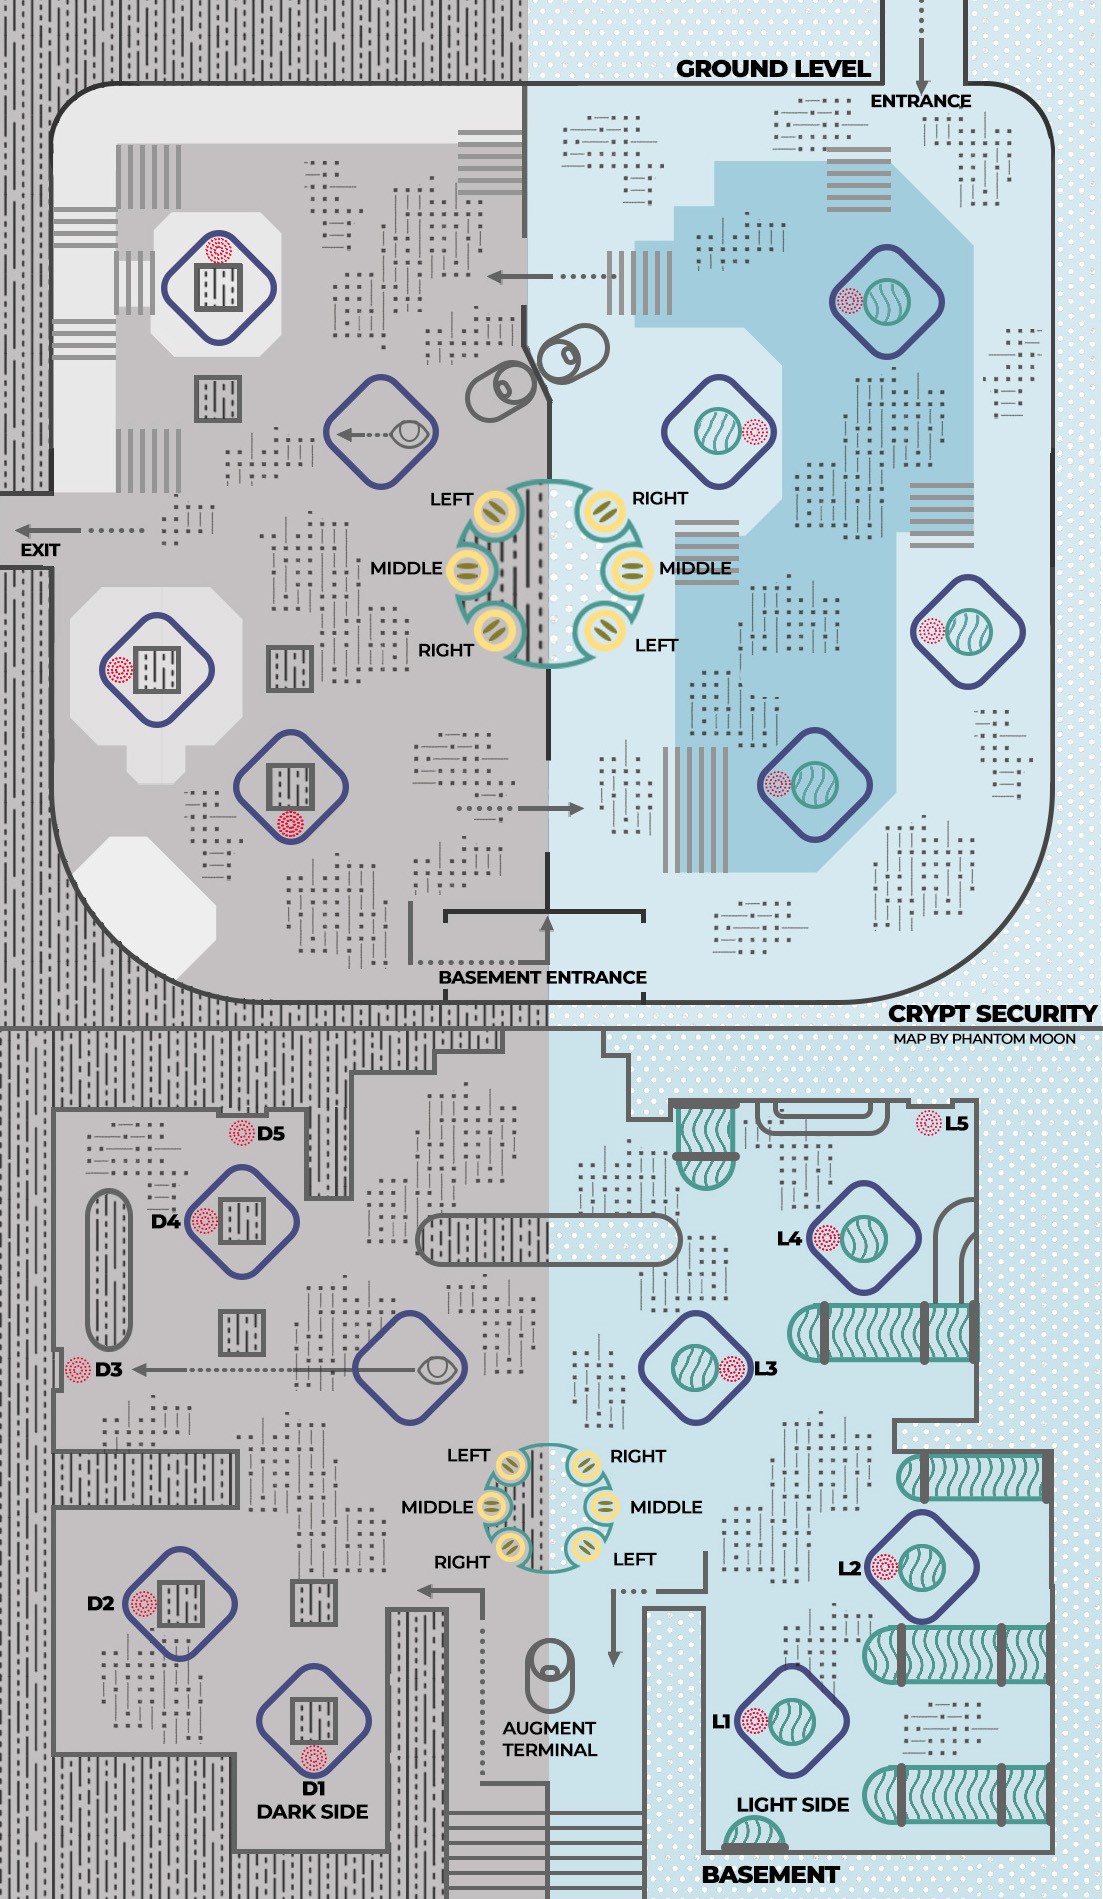 GROUND LEVEL
ENTRANCE
LEFT
RIGHT
EXIT
MIDDLE
MIDDLE
RIGHT
LEFT
BASEMENT ENTRANCE
CRYPT SECURITY
MAP BY PHANTOM MOON
D5
L5
D4
L4
D3
L3
LEFT
RIGHT
MIDDLE
MIDDLE
RIGHT
LEFT
L2
D2
L1
AUGMENT
TERMINAL
D1
DARK SIDE
LIGHT SIDE
BASEMENT